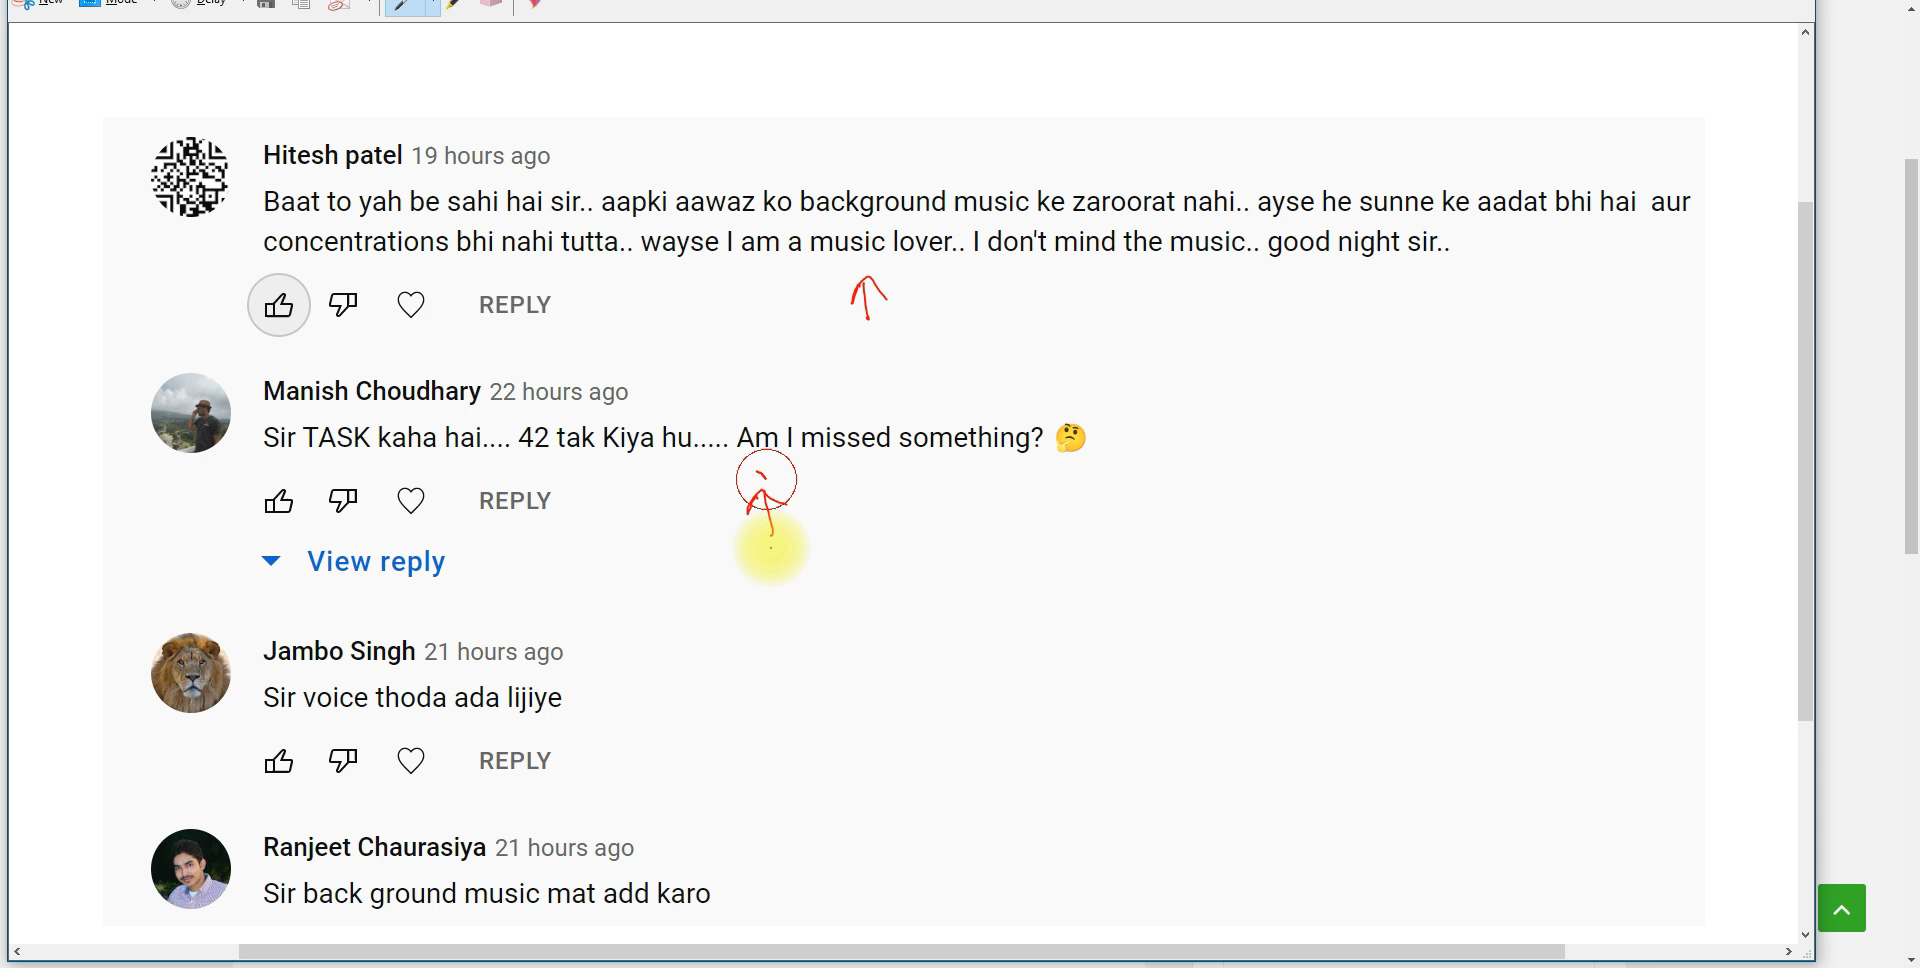 New Mode Delay
Hitesh patel 19 hours ago
Baat to yah be sahi hai sir.. aapki aawaz ko background music ke zaroorat nahi.. ayse he sunne ke aadat bhi hai aur
concentrations bhi nahi tutta.. wayse I am a music lover.. I don't mind the music.. good night sir..
REPLY
Manish Choudhary 22 hours ago
Sir TASK kaha hai.... 42 tak Kiya hu..... Am I missed something? 🤔
REPLY
View reply
Jambo Singh 21 hours ago
Sir voice thoda ada lijiye
REPLY
Ranjeet Chaurasiya 21 hours ago
Sir back ground music mat add karo